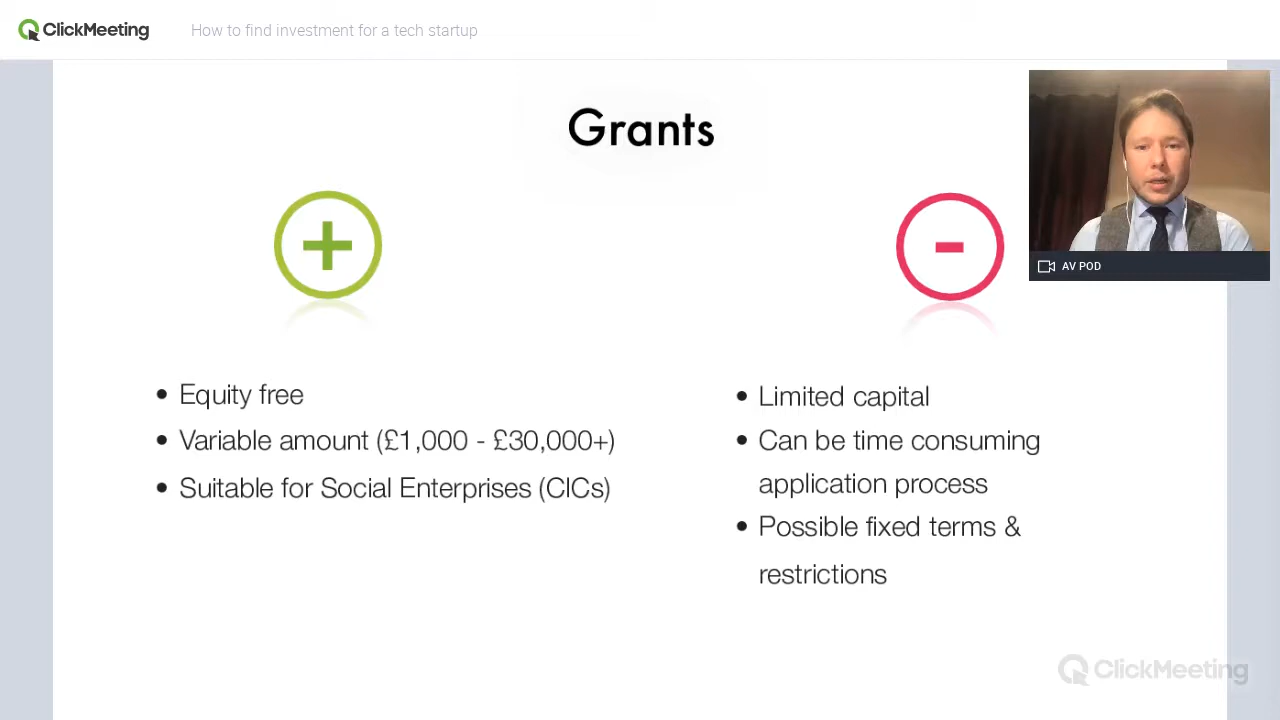 ClickMeeting
How to find investment for a tech startup
Grants
AV POD
• Equity free
• Variable amount (£1,000 - £30,000+)
• Suitable for Social Enterprises (CICs)
• Limited capital
• Can be time consuming
application process
• Possible fixed terms &
restrictions
ClickMeeting